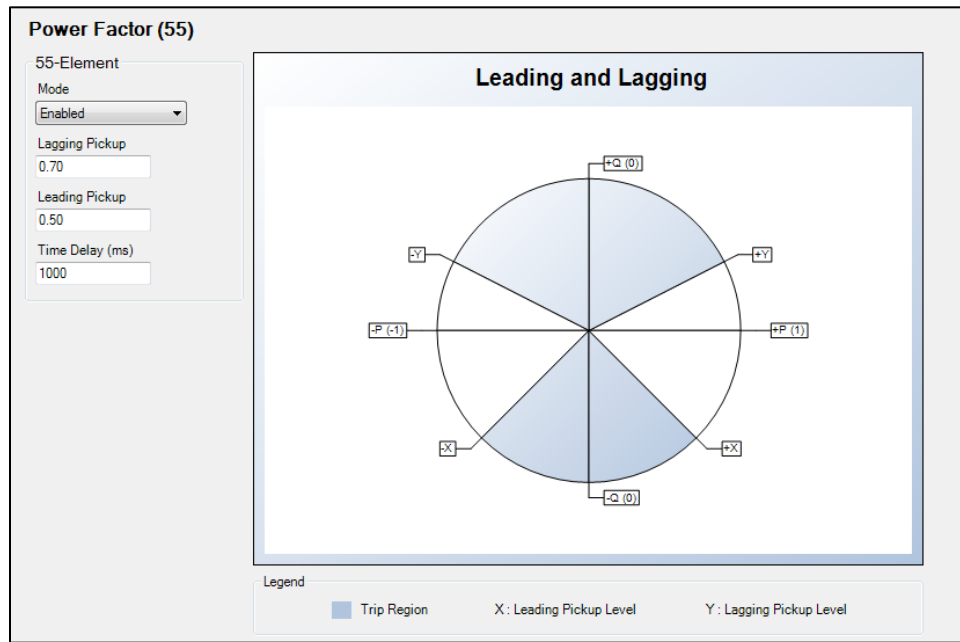 Power Factor (55)
55-Element
Mode
Enabled
Lagging Pickup
0.70
Leading Pickup
0.50
Time Delay (ms)
1000
Leading and Lagging
+Q (0)
-Y
+Y
-P (-1)
+P (1)
-X
+X
-Q (0)
Legend
Trip Region
X : Leading Pickup Level
Y : Lagging Pickup Level